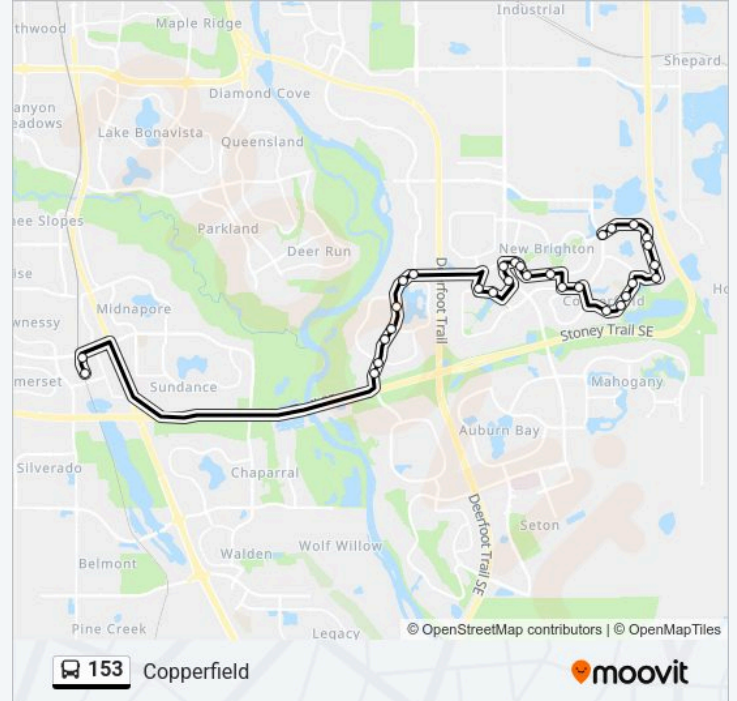 Industrial
thwood
Maple Ridge
Shepard
Diamond Cove
anyon
eadows
Lake Bonavista
Queensland
nee Slopes
Parkland
Deer Run
New Brighton
ise
Deerfoot Trail
Ho
Midnapore
wnessy
Stoney Trail SE
merset
Sundance
Mahogany
Auburn Bay
Silverado
Chaparral
Deerfoot Trail SE
Seton
Walden
Wolf Willow
Belmont
Pine Creek
Legacy
© OpenStreetMap contributors | © OpenMapTiles
153 Copperfield
moovit